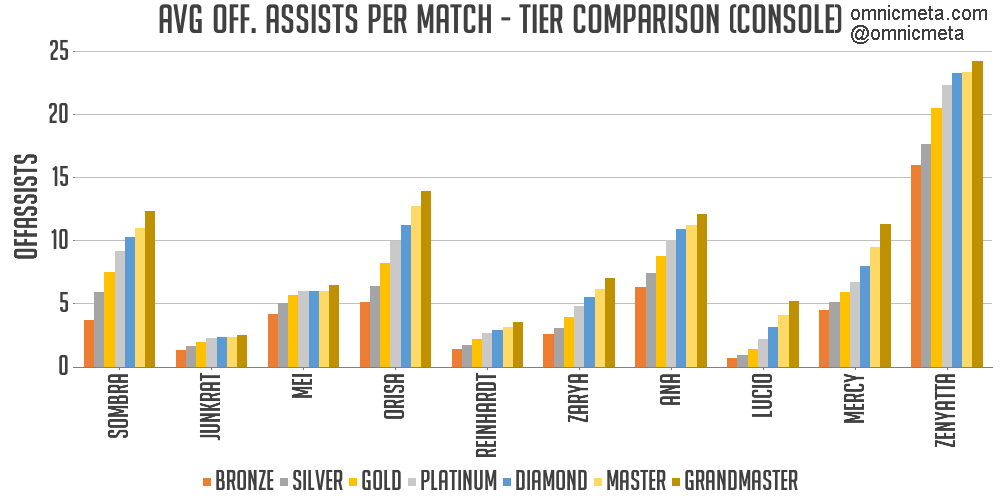 AVG OFF. ASSISTS PER MATCH - TIER COMPARISON (CONSOLE)
omnicmeta.com
@omnicmeta
25
20
15
10
5
0
OFFASSISTS
SOMBRA
JUNKRAT
MEI
ORISA
REINHARDT
ZARYA
ANA
LUCIO
MERCY
ZENYATTA
BRONZE SILVER GOLD PLATINUM DIAMOND MASTER GRANDMASTER